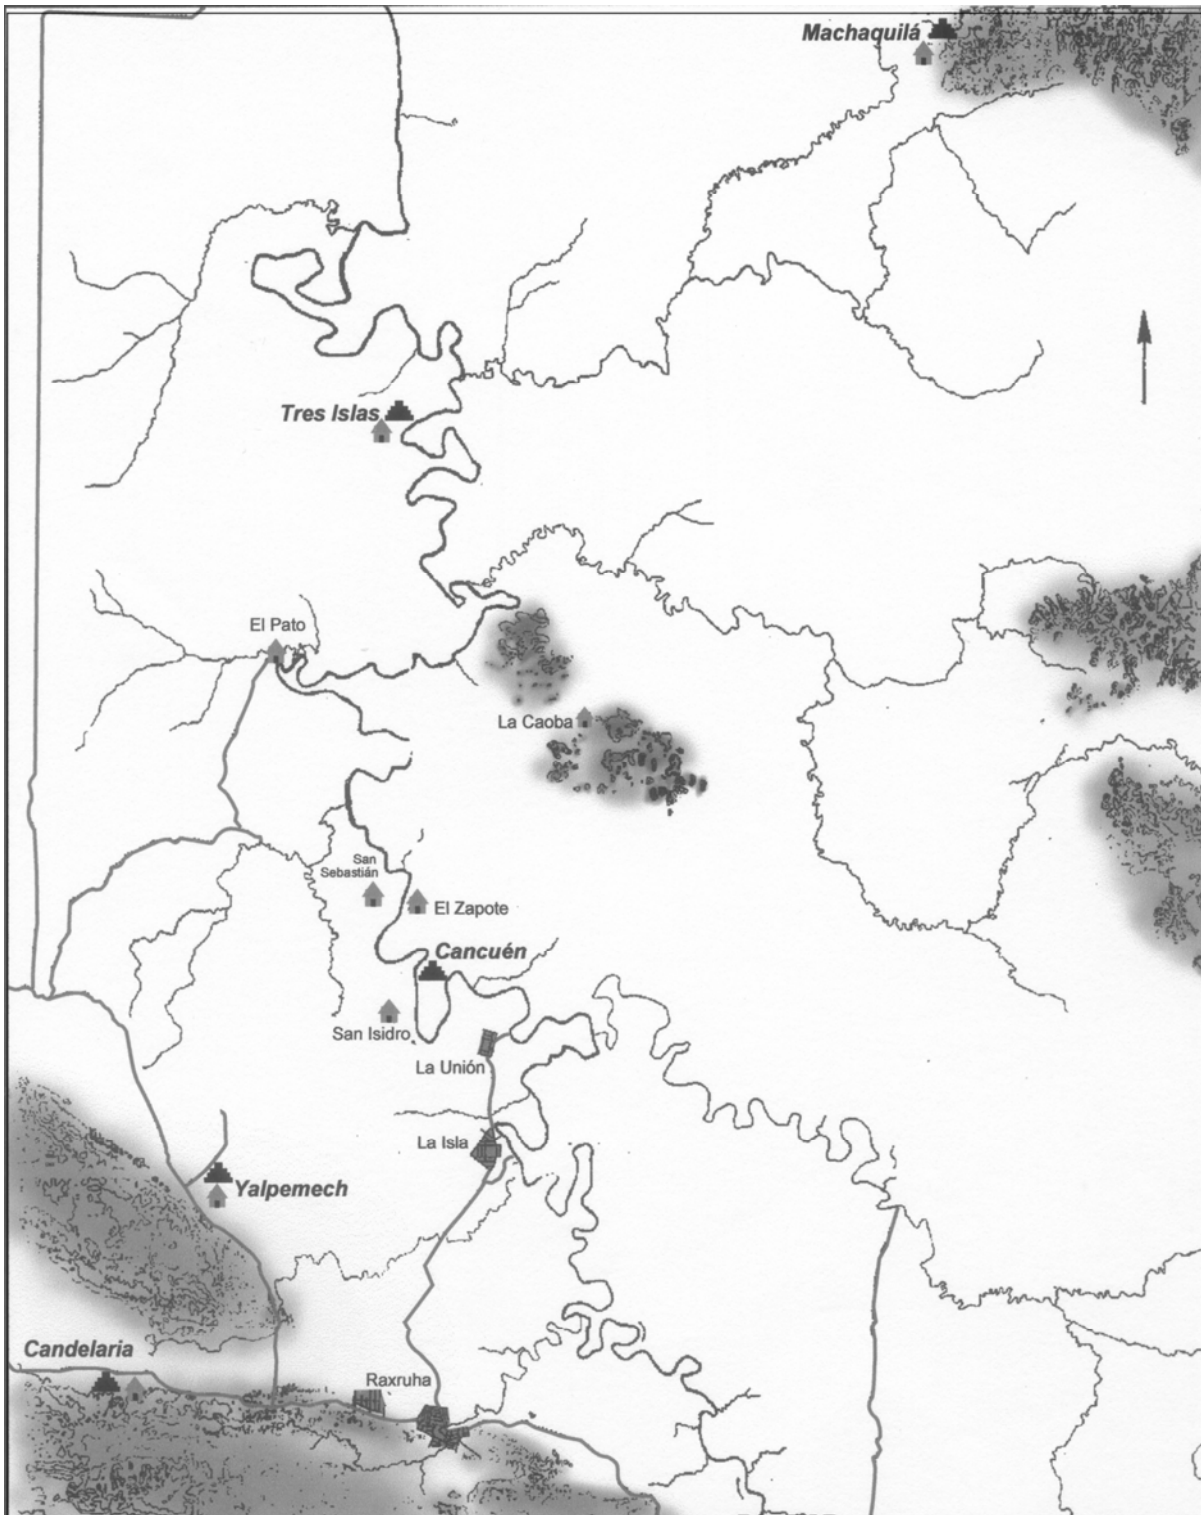 Machaquilá
Tres Islas
El Pato
La Caoba
San
Sebastián
El Zapote
Cancuén
San Isidro
La Unión
La Isla
Yalpemech
Candelaria
Raxruha